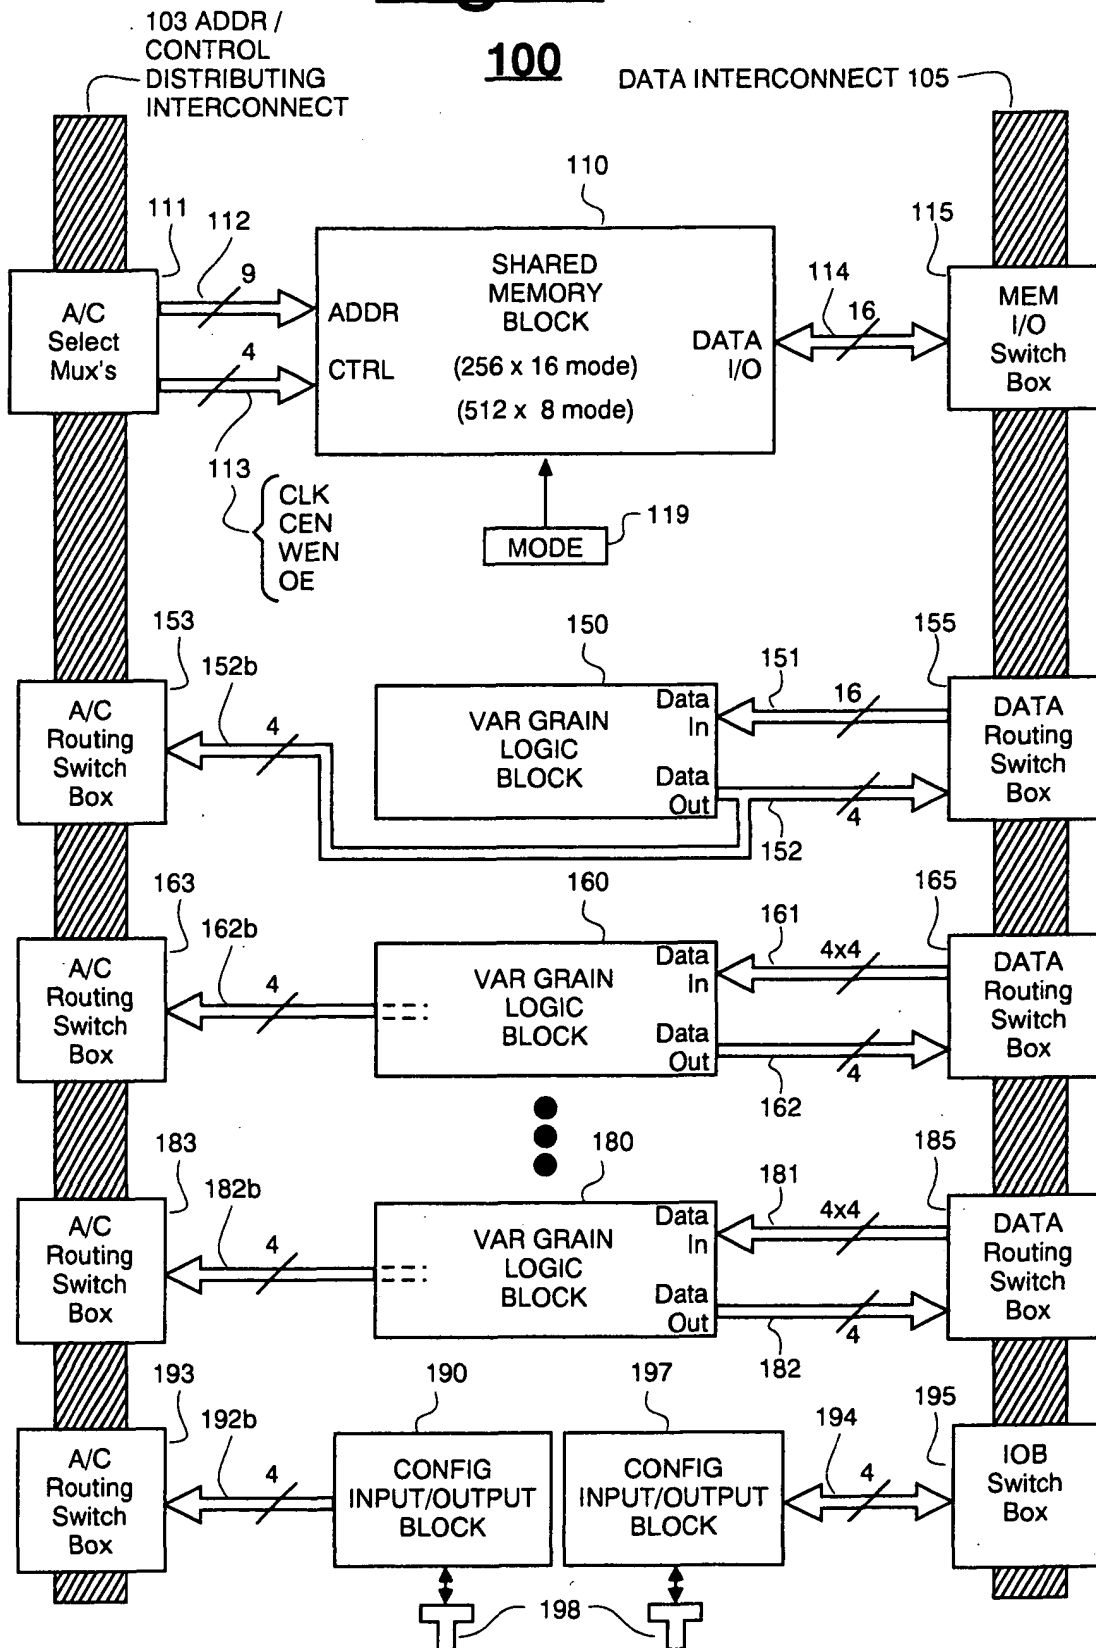 100
103 ADDR /
CONTROL
DISTRIBUTING
INTERCONNECT
DATA INTERCONNECT 105
110
111
112
115
9
4
A/C
Select
Mux's
ADDR
CTRL
SHARED
MEMORY
BLOCK
(256 x 16 mode)
(512 x 8 mode)
DATA
I/O
114
16
MEM
I/O
Switch
Box
113
CLK
CEN
WEN
OE
MODE
119
153
152b
4
150
151
16
155
A/C
Routing
Switch
Box
VAR GRAIN
LOGIC
BLOCK
Data
In
Data
Out
4
152
DATA
Routing
Switch
Box
163
162b
4
160
161
4x4
165
A/C
Routing
Switch
Box
VAR GRAIN
LOGIC
BLOCK
Data
In
Data
Out
4
162
DATA
Routing
Switch
Box
183
182b
4
180
181
4x4
185
A/C
Routing
Switch
Box
VAR GRAIN
LOGIC
BLOCK
Data
In
Data
Out
4
182
DATA
Routing
Switch
Box
193
192b
4
190
197
194
4
195
A/C
Routing
Switch
Box
CONFIG
INPUT/OUTPUT
BLOCK
CONFIG
INPUT/OUTPUT
BLOCK
IOB
Switch
Box
198